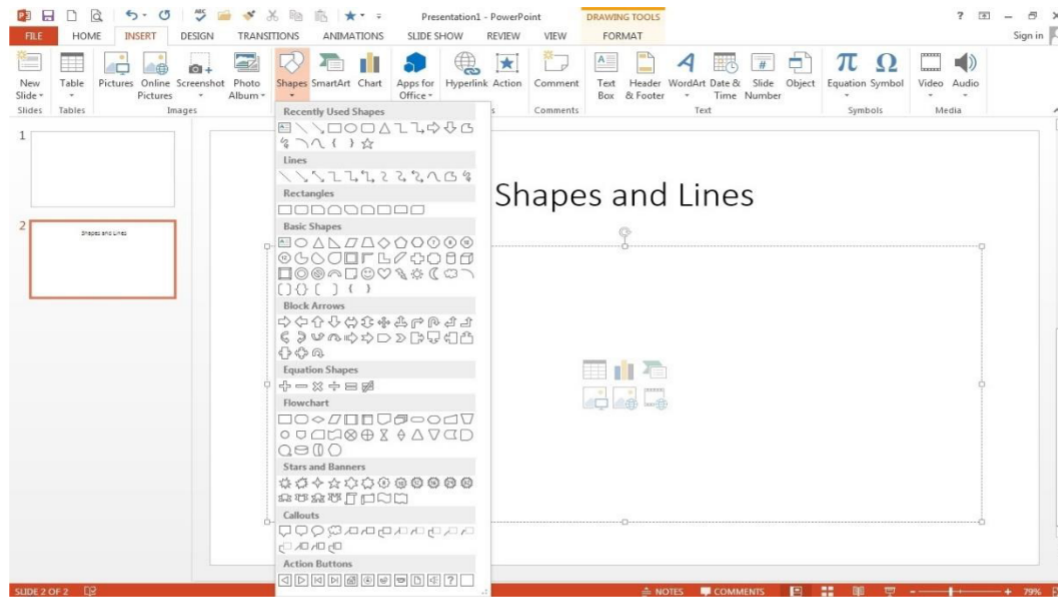 Presentation1 - PowerPoint
DRAWING TOOLS
FILE HOME INSERT DESIGN TRANSITIONS ANIMATIONS SLIDE SHOW REVIEW VIEW FORMAT Sign in
New Slide
Table
Pictures
Online Pictures
Screenshot
Photo Album
Shapes
SmartArt
Chart
Apps for Office
Hyperlink
Action
Comment
Text Box
Header & Footer
WordArt
Date & Time
Slide Number
Object
Equation
Symbol
Video
Audio
Slides Tables Images Comments Text Symbols Media
Recently Used Shapes
Lines
Rectangles
Basic Shapes
Block Arrows
Equation Shapes
Flowchart
Stars and Banners
Callouts
Action Buttons
1
2
Shapes and Lines
Shapes and Lines
SLIDE 2 OF 2 NOTES COMMENTS 79%